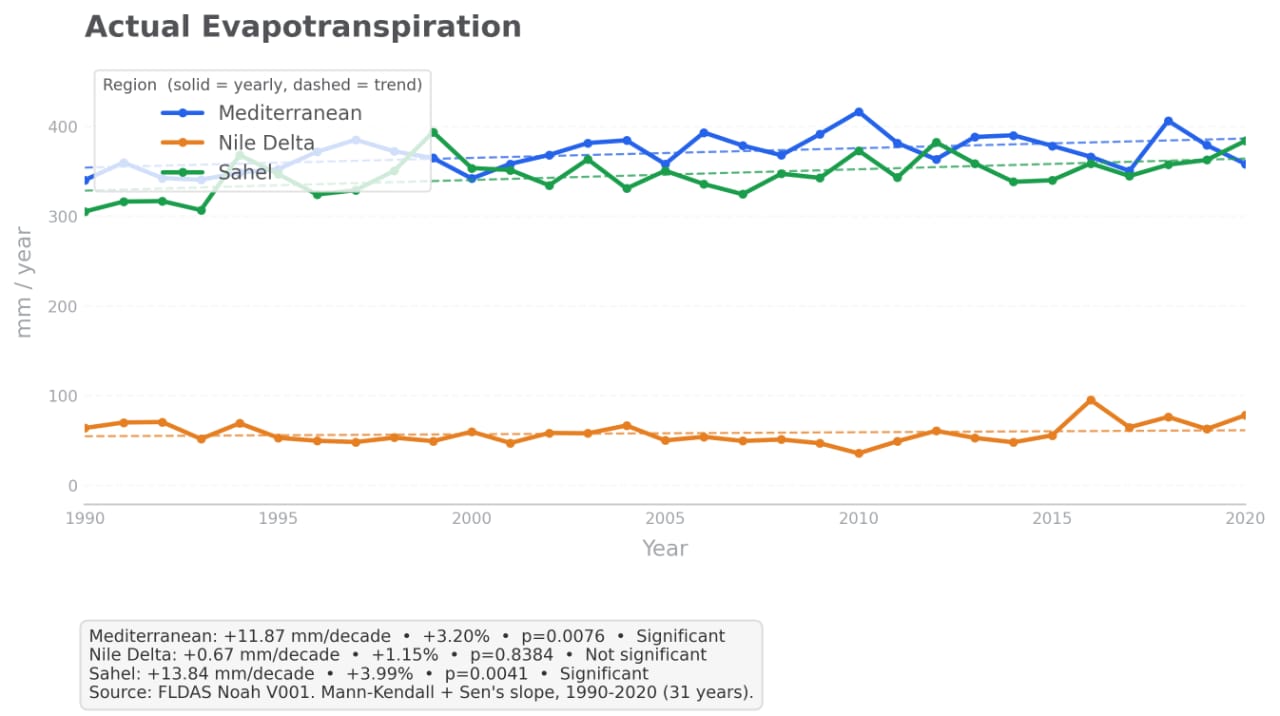 Actual Evapotranspiration
Region (solid = yearly, dashed = trend)
Mediterranean
Nile Delta
Sahel
400
300
200
100
0
mm / year
1990 1995 2000 2005 2010 2015 2020
Year
Mediterranean: +11.87 mm/decade • +3.20% • p=0.0076 • Significant
Nile Delta: +0.67 mm/decade • +1.15% • p=0.8384 • Not significant
Sahel: +13.84 mm/decade • +3.99% • p=0.0041 • Significant
Source: FLDAS Noah V001. Mann-Kendall + Sen's slope, 1990-2020 (31 years).